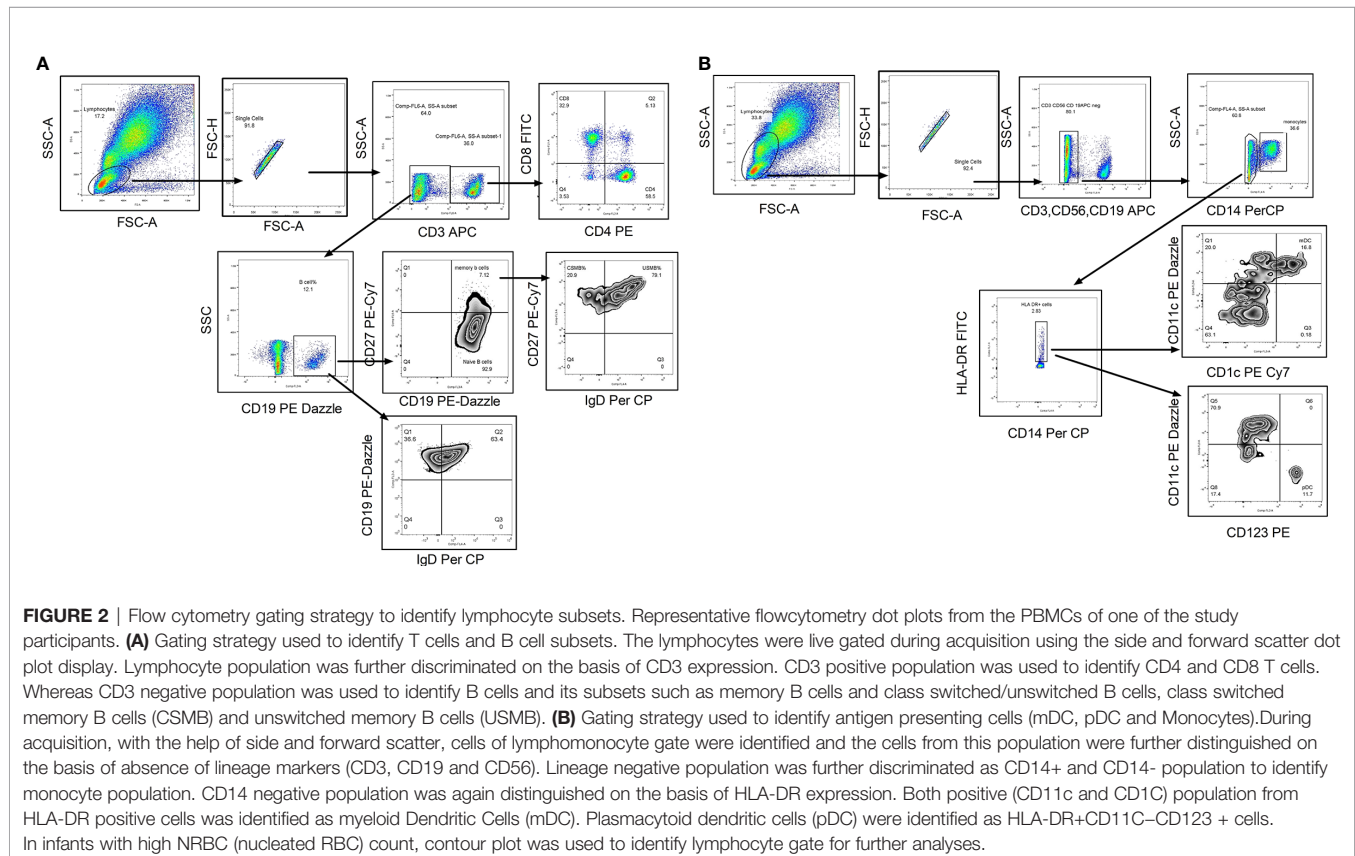 A
B
SSC-A
Lymphocytes
17.2
FSC-A
FSC-H
Single Cells
91.8
FSC-A
SSC-A
Comp-FL6-A, SS-A subset
64.0
Comp-FL6-A, SS-A subset-1
36.0
CD3 APC
CD8 FITC
CD8
32.9
Q2
5.13
Q4
3.53
CD4
58.5
CD4 PE
SSC
B cell%
12.1
CD19 PE Dazzle
CD27 PE-Cy7
Q1
0
memory b cells
7.12
Q4
0
Naive B cells
92.9
CD19 PE-Dazzle
CD27 PE-Cy7
CSMB%
20.9
USMB%
79.1
Q4
0
Q3
0
IgD Per CP
CD19 PE-Dazzle
Q1
36.6
Q2
63.4
Q4
0
Q3
0
IgD Per CP
SSC-A
Lymphocytes
33.8
FSC-A
FSC-H
Single Cells
92.4
FSC-A
SSC-A
CD3 CD56 CD 19APC neg
80.1
CD3,CD56,CD19 APC
SSC-A
Comp-FL4-A, SS-A subset
60.8
monocytes
36.6
CD14 PerCP
HLA-DR FITC
HLA DR+ cells
2.83
CD14 Per CP
CD11c PE Dazzle
Q1
20.0
mDC
16.8
Q4
63.1
Q3
0.18
CD1c PE Cy7
CD11c PE Dazzle
Q5
70.9
Q6
0
Q8
17.4
pDC
11.7
CD123 PE
FIGURE 2 | Flow cytometry gating strategy to identify lymphocyte subsets. Representative flowcytometry dot plots from the PBMCs of one of the study
participants. (A) Gating strategy used to identify T cells and B cell subsets. The lymphocytes were live gated during acquisition using the side and forward scatter dot
plot display. Lymphocyte population was further discriminated on the basis of CD3 expression. CD3 positive population was used to identify CD4 and CD8 T cells.
Whereas CD3 negative population was used to identify B cells and its subsets such as memory B cells and class switched/unswitched B cells, class switched
memory B cells (CSMB) and unswitched memory B cells (USMB). (B) Gating strategy used to identify antigen presenting cells (mDC, pDC and Monocytes).During
acquisition, with the help of side and forward scatter, cells of lymphomonocyte gate were identified and the cells from this population were further distinguished on
the basis of absence of lineage markers (CD3, CD19 and CD56). Lineage negative population was further discriminated as CD14+ and CD14- population to identify
monocyte population. CD14 negative population was again distinguished on the basis of HLA-DR expression. Both positive (CD11c and CD1C) population from
HLA-DR positive cells was identified as myeloid Dendritic Cells (mDC). Plasmacytoid dendritic cells (pDC) were identified as HLA-DR+CD11C−CD123 + cells.
In infants with high NRBC (nucleated RBC) count, contour plot was used to identify lymphocyte gate for further analyses.